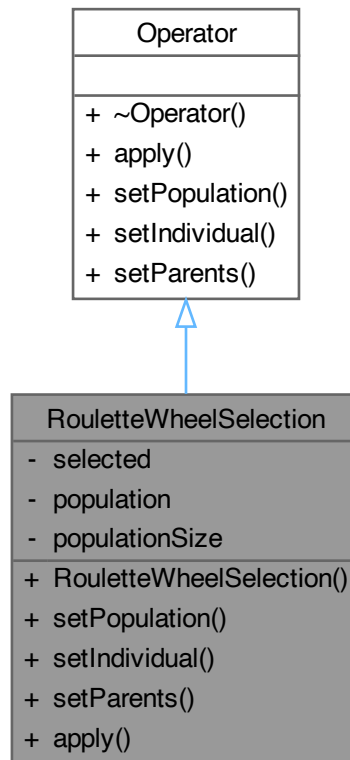 Operator
+ ~Operator()
+ apply()
+ setPopulation()
+ setIndividual()
+ setParents()
RouletteWheelSelection
- selected
- population
- populationSize
+ RouletteWheelSelection()
+ setPopulation()
+ setIndividual()
+ setParents()
+ apply()